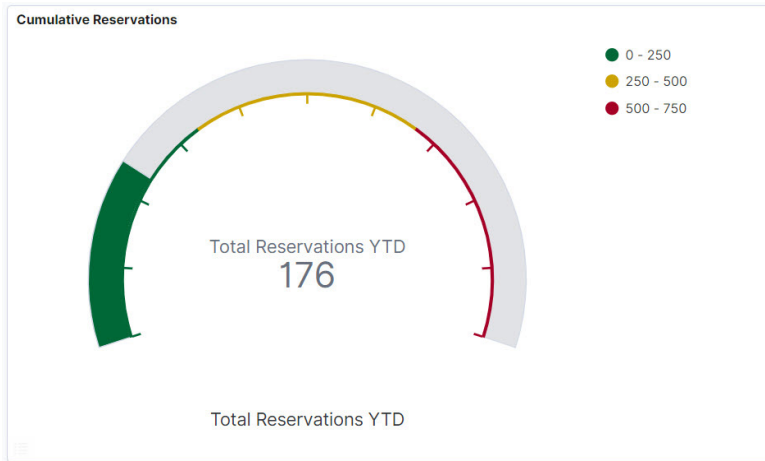 Cumulative Reservations
0 - 250
250 - 500
500 - 750
Total Reservations YTD
176
Total Reservations YTD